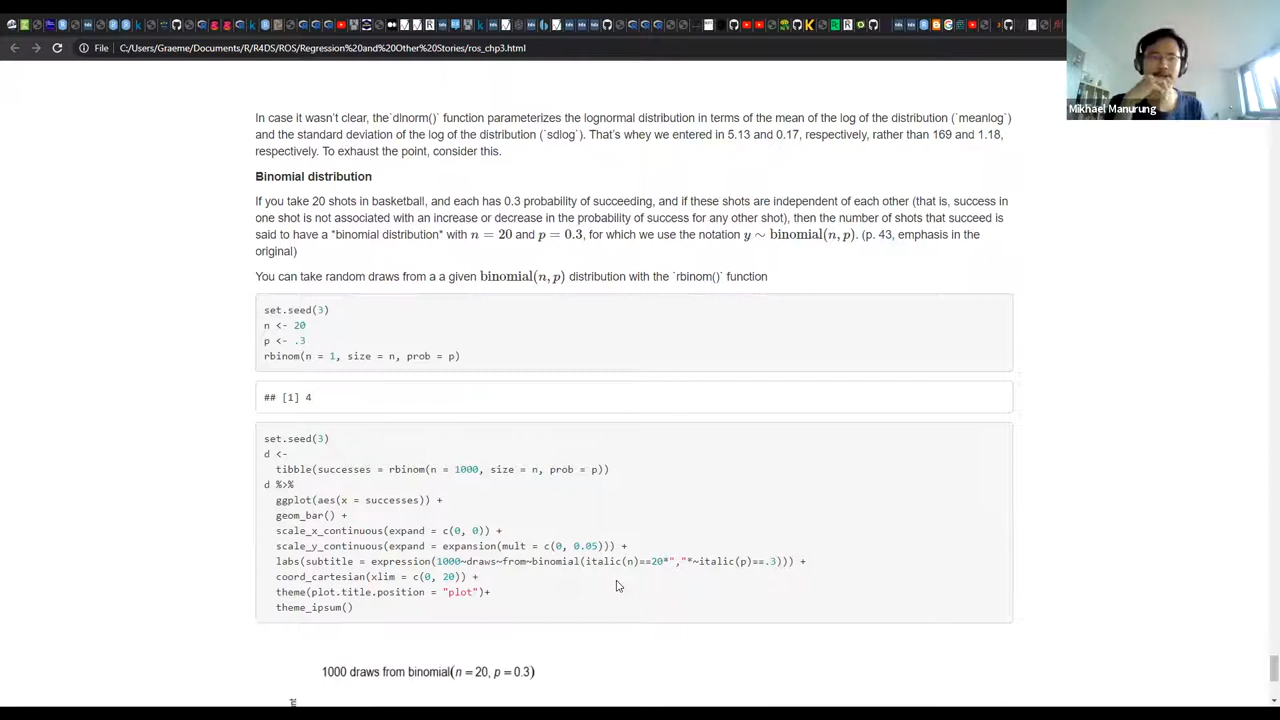 File
C:/Users/Graeme/Documents/R/R4DS/ROS/Regression%20and%20Other%20Stories/ros_chp3.html
Mikhael Manurung
In case it wasn't clear, the`dlnorm()` function parameterizes the lognormal distribution in terms of the mean of the log of the distribution (`meanlog`)
and the standard deviation of the log of the distribution (`sdlog`). That's whey we entered in 5.13 and 0.17, respectively, rather than 169 and 1.18,
respectively. To exhaust the point, consider this.
Binomial distribution
If you take 20 shots in basketball, and each has 0.3 probability of succeeding, and if these shots are independent of each other (that is, success in
one shot is not associated with an increase or decrease in the probability of success for any other shot), then the number of shots that succeed is
said to have a *binomial distribution* with n = 20 and p = 0.3, for which we use the notation y ∼ binomial(n, p). (p. 43, emphasis in the
original)
You can take random draws from a a given binomial(n, p) distribution with the `rbinom()` function
set.seed(3)
n <- 20
p <- .3
rbinom(n = 1, size = n, prob = p)
## [1] 4
set.seed(3)
d <-
tibble(successes = rbinom(n = 1000, size = n, prob = p))
d %>%
ggplot(aes(x = successes)) +
geom_bar() +
scale_x_continuous(expand = c(0, 0)) +
scale_y_continuous(expand = expansion(mult = c(0, 0.05))) +
labs(subtitle = expression(1000~draws~from~binomial(italic(n)==20*","*~italic(p)==.3))) +
coord_cartesian(xlim = c(0, 20)) +
theme(plot.title.position = "plot")+
theme_ipsum()
1000 draws from binomial(n = 20, p = 0.3)